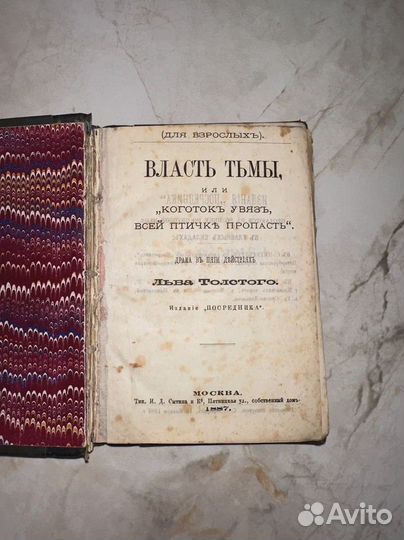 (ДЛЯ ВЗРОСЛЫХЪ).
ВЛАСТЬ ТЬМЫ,
ИЛИ
„КОГОТОКЪ УВЯЗЪ,
ВСЕЙ ПТИЧКѢ ПРОПАСТЬ“.
ДРАМА ВЪ ПЯТИ ДѢЙСТВІЯХЪ
Льва Толстого.
Изданіе „ПОСРЕДНИКА“.
МОСКВА.
Тип. И. Д. Сытина и К°, Пятницкая ул., собственный домъ.
1887.
Avito